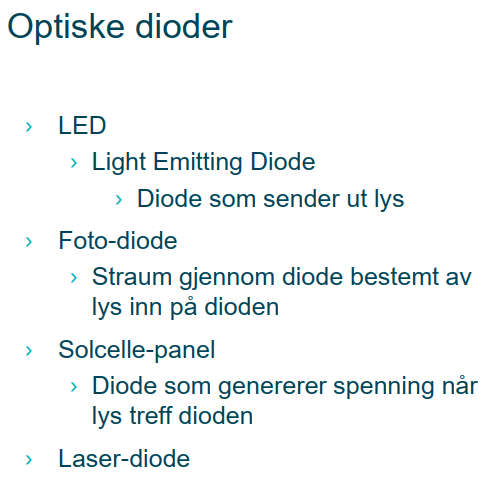 Optiske dioder
› LED
› Light Emitting Diode
› Diode som sender ut lys
› Foto-diode
› Straum gjennom diode bestemt av
lys inn på dioden
› Solcelle-panel
› Diode som genererer spenning når
lys treff dioden
› Laser-diode